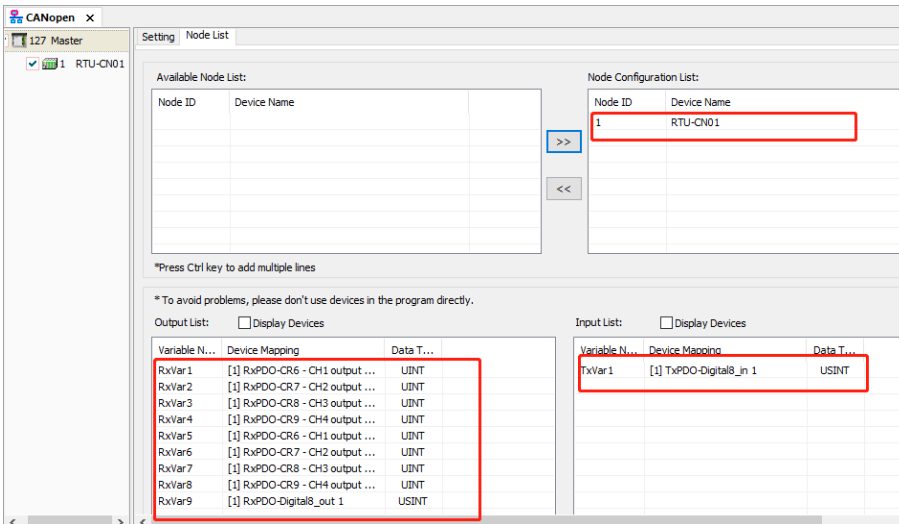 CANopen ×
127 Master
1 RTU-CN01
Setting Node List
Available Node List:
Node ID Device Name
>>
<<
*Press Ctrl key to add multiple lines
Node Configuration List:
Node ID Device Name
1 RTU-CN01
* To avoid problems, please don't use devices in the program directly.
Output List: Display Devices
Variable N... Device Mapping Data T...
RxVar1 [1] RxPDO-CR6 - CH1 output ... UINT
RxVar2 [1] RxPDO-CR7 - CH2 output ... UINT
RxVar3 [1] RxPDO-CR8 - CH3 output ... UINT
RxVar4 [1] RxPDO-CR9 - CH4 output ... UINT
RxVar5 [1] RxPDO-CR6 - CH1 output ... UINT
RxVar6 [1] RxPDO-CR7 - CH2 output ... UINT
RxVar7 [1] RxPDO-CR8 - CH3 output ... UINT
RxVar8 [1] RxPDO-CR9 - CH4 output ... UINT
RxVar9 [1] RxPDO-Digital8_out 1 USINT
Input List: Display Devices
Variable N... Device Mapping Data T...
TxVar1 [1] TxPDO-Digital8_in 1 USINT